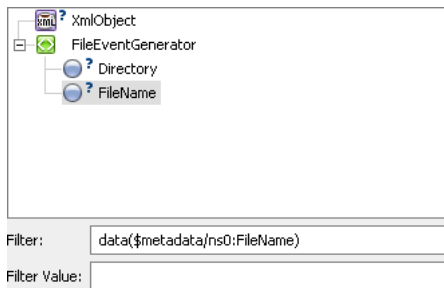 XmlObject
FileEventGenerator
? Directory
? FileName
Filter: data($metadata/ns0:FileName)
Filter Value: